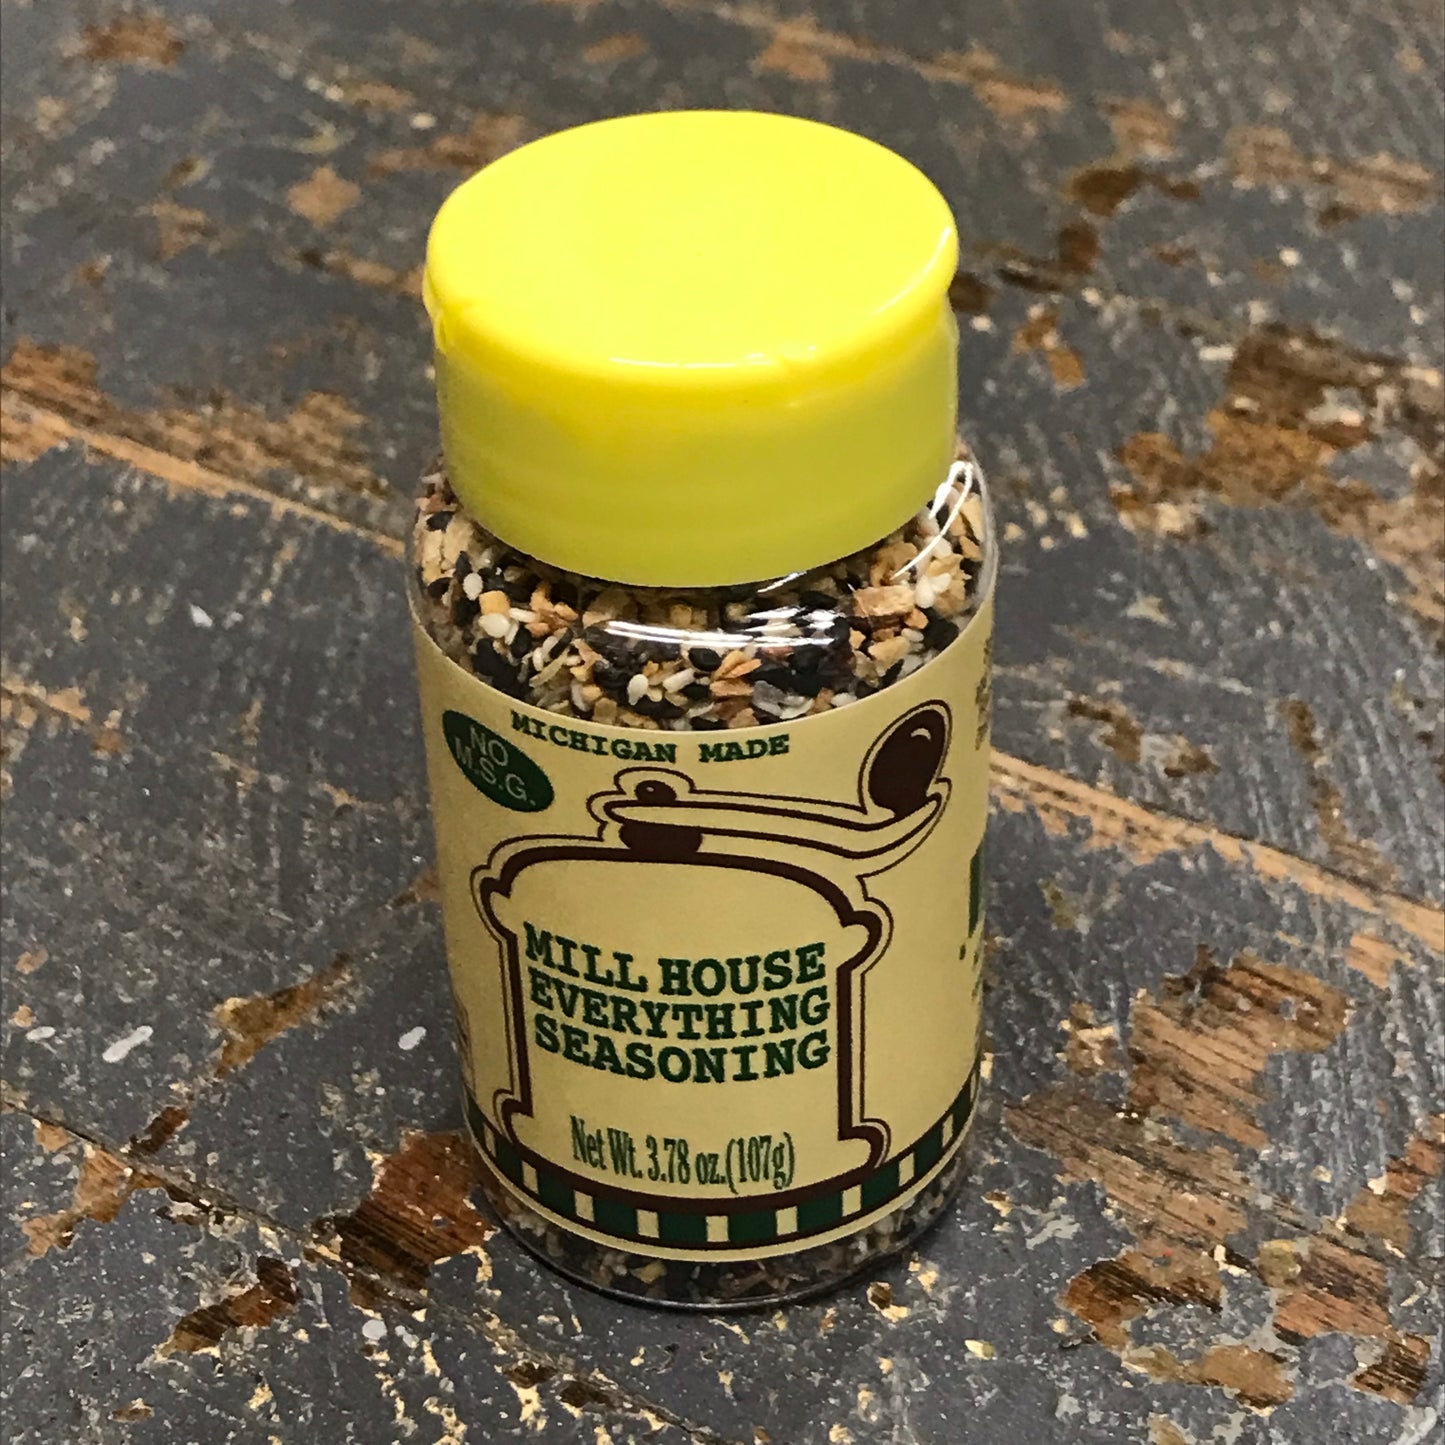 MICHIGAN MADE
NO
M.S.G.
MILL HOUSE
EVERYTHING
SEASONING
Net Wt. 3.78 oz.(107g)